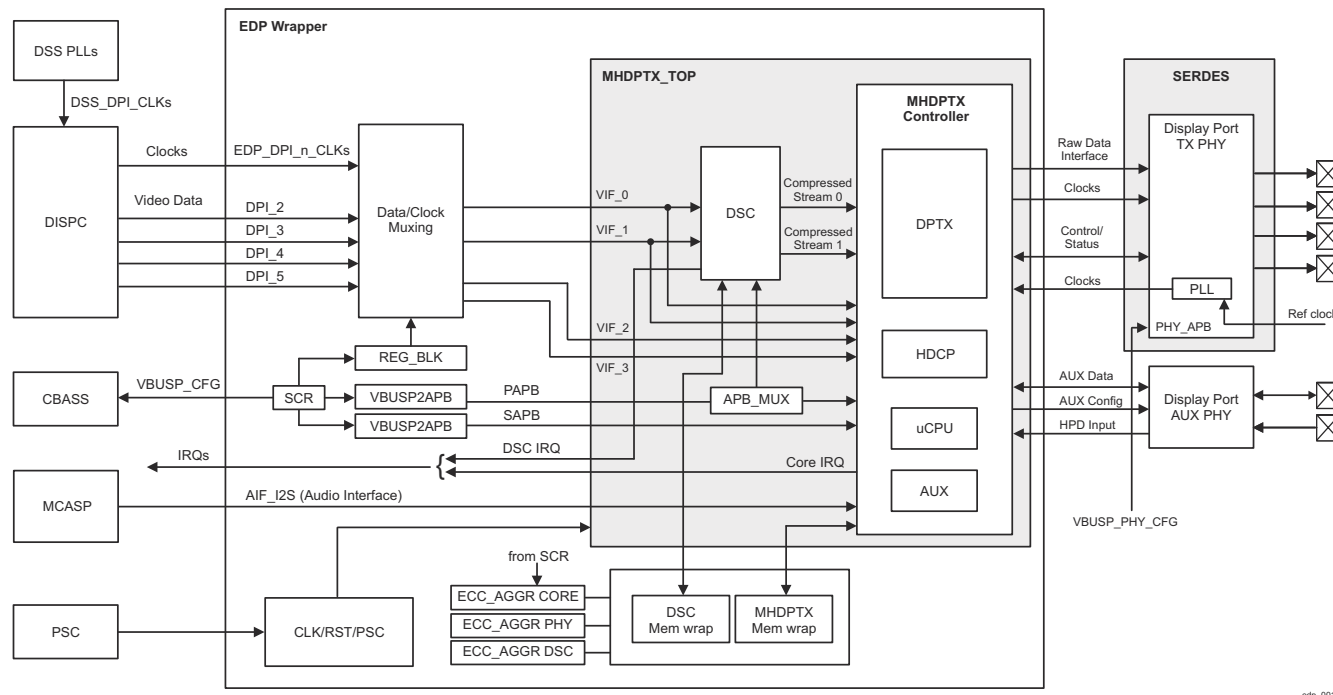 EDP Wrapper
DSS PLLs
DSS_DPI_CLKs
MHDPTX_TOP
SERDES
MHDPTX
Controller
Display Port
TX PHY
Clocks
EDP_DPI_n_CLKs
Video Data
DISPC
DPI_2
DPI_3
DPI_4
DPI_5
Data/Clock
Muxing
VIF_0
VIF_1
VIF_2
VIF_3
DSC
Compressed
Stream 0
Compressed
Stream 1
DPTX
Raw Data
Interface
Clocks
Control/
Status
Clocks
PLL
Ref clock
PHY_APB
HDCP
REG_BLK
CBASS
VBUSP_CFG
SCR
VBUSP2APB
PAPB
APB_MUX
VBUSP2APB
SAPB
uCPU
AUX Data
AUX Config
HPD Input
Display Port
AUX PHY
DSC IRQ
IRQs
{
Core IRQ
AUX
MCASP
AIF_I2S (Audio Interface)
VBUSP_PHY_CFG
from SCR
PSC
CLK/RST/PSC
ECC_AGGR CORE
ECC_AGGR PHY
ECC_AGGR DSC
DSC
Mem wrap
MHDPTX
Mem wrap